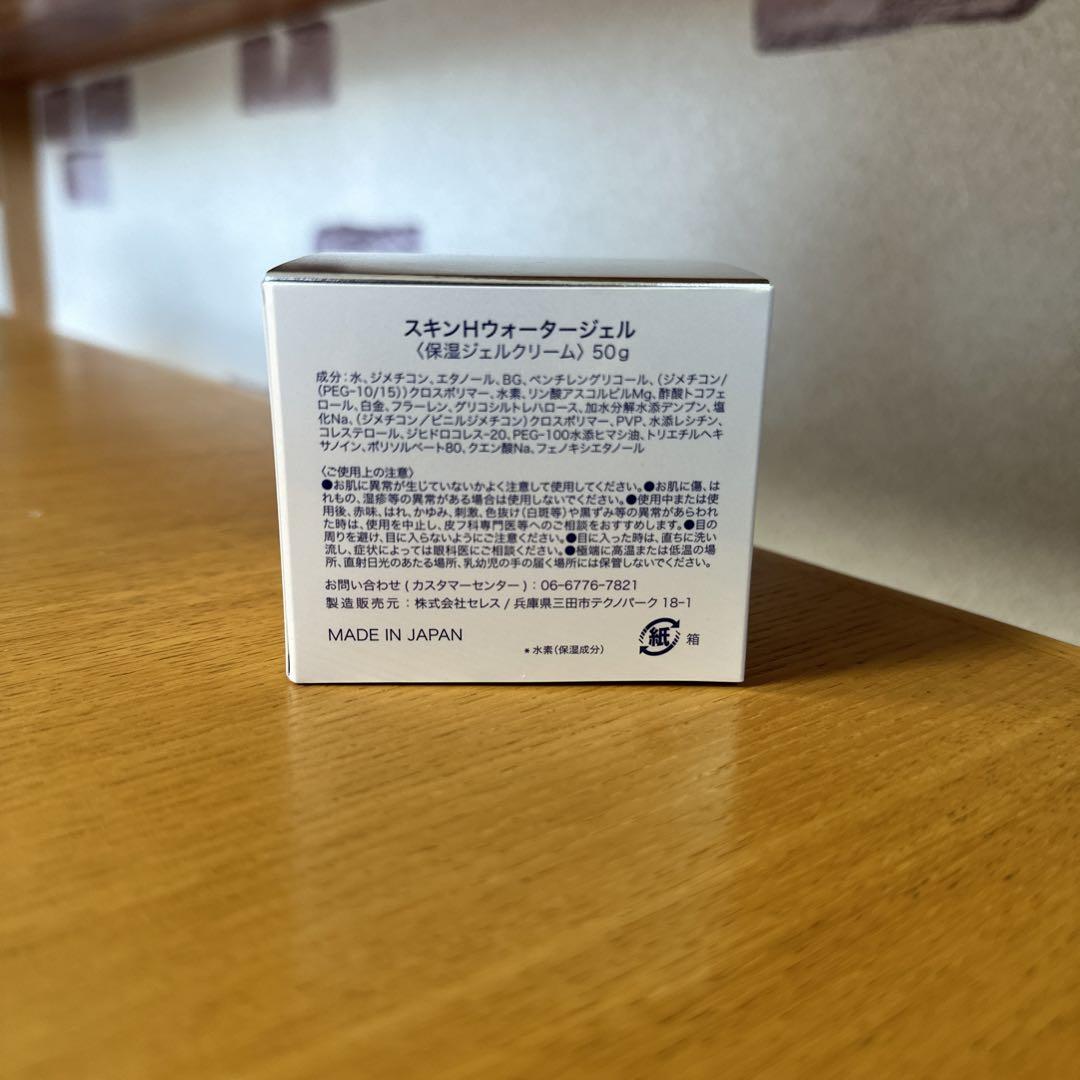 スキンHウォータージェル
〈保湿ジェルクリーム〉50g
成分：水、ジメチコン、エタノール、BG、ペンチレングリコール、(ジメチコン/
(PEG-10/15))クロスポリマー、水素、リン酸アスコルビルMg、酢酸トコフェ
ロール、白金、フラーレン、グリコシルトレハロース、加水分解水添デンプン、塩
化Na、(ジメチコン／ビニルジメチコン)クロスポリマー、PVP、水添レシチン、
コレステロール、ジヒドロコレス-20、PEG-100水添ヒマシ油、トリエチルヘキ
サノイン、ポリソルベート80、クエン酸Na、フェノキシエタノール
〈ご使用上の注意〉
●お肌に異常が生じていないかよく注意して使用してください。●お肌に傷、は
れもの、湿疹等の異常がある場合は使用しないでください。●使用中または使
用後、赤味、はれ、かゆみ、刺激、色抜け(白斑等)や黒ずみ等の異常があらわれ
た時は、使用を中止し、皮フ科専門医等へのご相談をおすすめします。●目の
周りを避け、目に入らないようにご注意ください。●目に入った時は、直ちに洗い
流し、症状によっては眼科医にご相談ください。●極端に高温または低温の場
所、直射日光のあたる場所、乳幼児の手の届く場所には保管しないでください。
お問い合わせ(カスタマーセンター)：06-6776-7821
製造販売元：株式会社セレス/兵庫県三田市テクノパーク18-1
MADE IN JAPAN
＊水素(保湿成分)
紙 箱